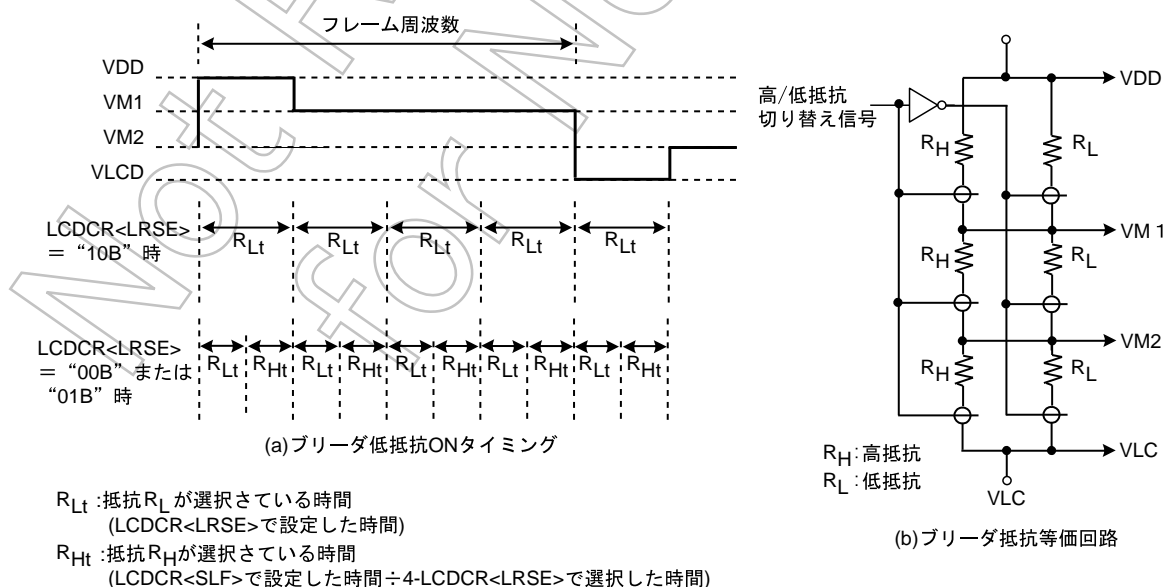 Not R
for No
フレーム周波数
VDD
VM1
VM2
VLCD
LCDCR<LRSE>
＝“10B”時
RLt RLt RLt RLt RLt
LCDCR<LRSE>
＝“00B”または
“01B”時
RLt RHt RLt RHt RLt RHt RLt RHt RLt RHt
(a)ブリーダ低抵抗ONタイミング
RLt :抵抗RLが選択さている時間
(LCDCR<LRSE>で設定した時間)
RHt :抵抗RHが選択さている時間
(LCDCR<SLF>で設定した時間÷4-LCDCR<LRSE>で選択した時間)
高/低抵抗
切り替え信号
VDD
RH RL
VM１
RH RL
VM2
RH RL
VLC
RH:高抵抗
RL:低抵抗
VLC
(b)ブリーダ抵抗等価回路